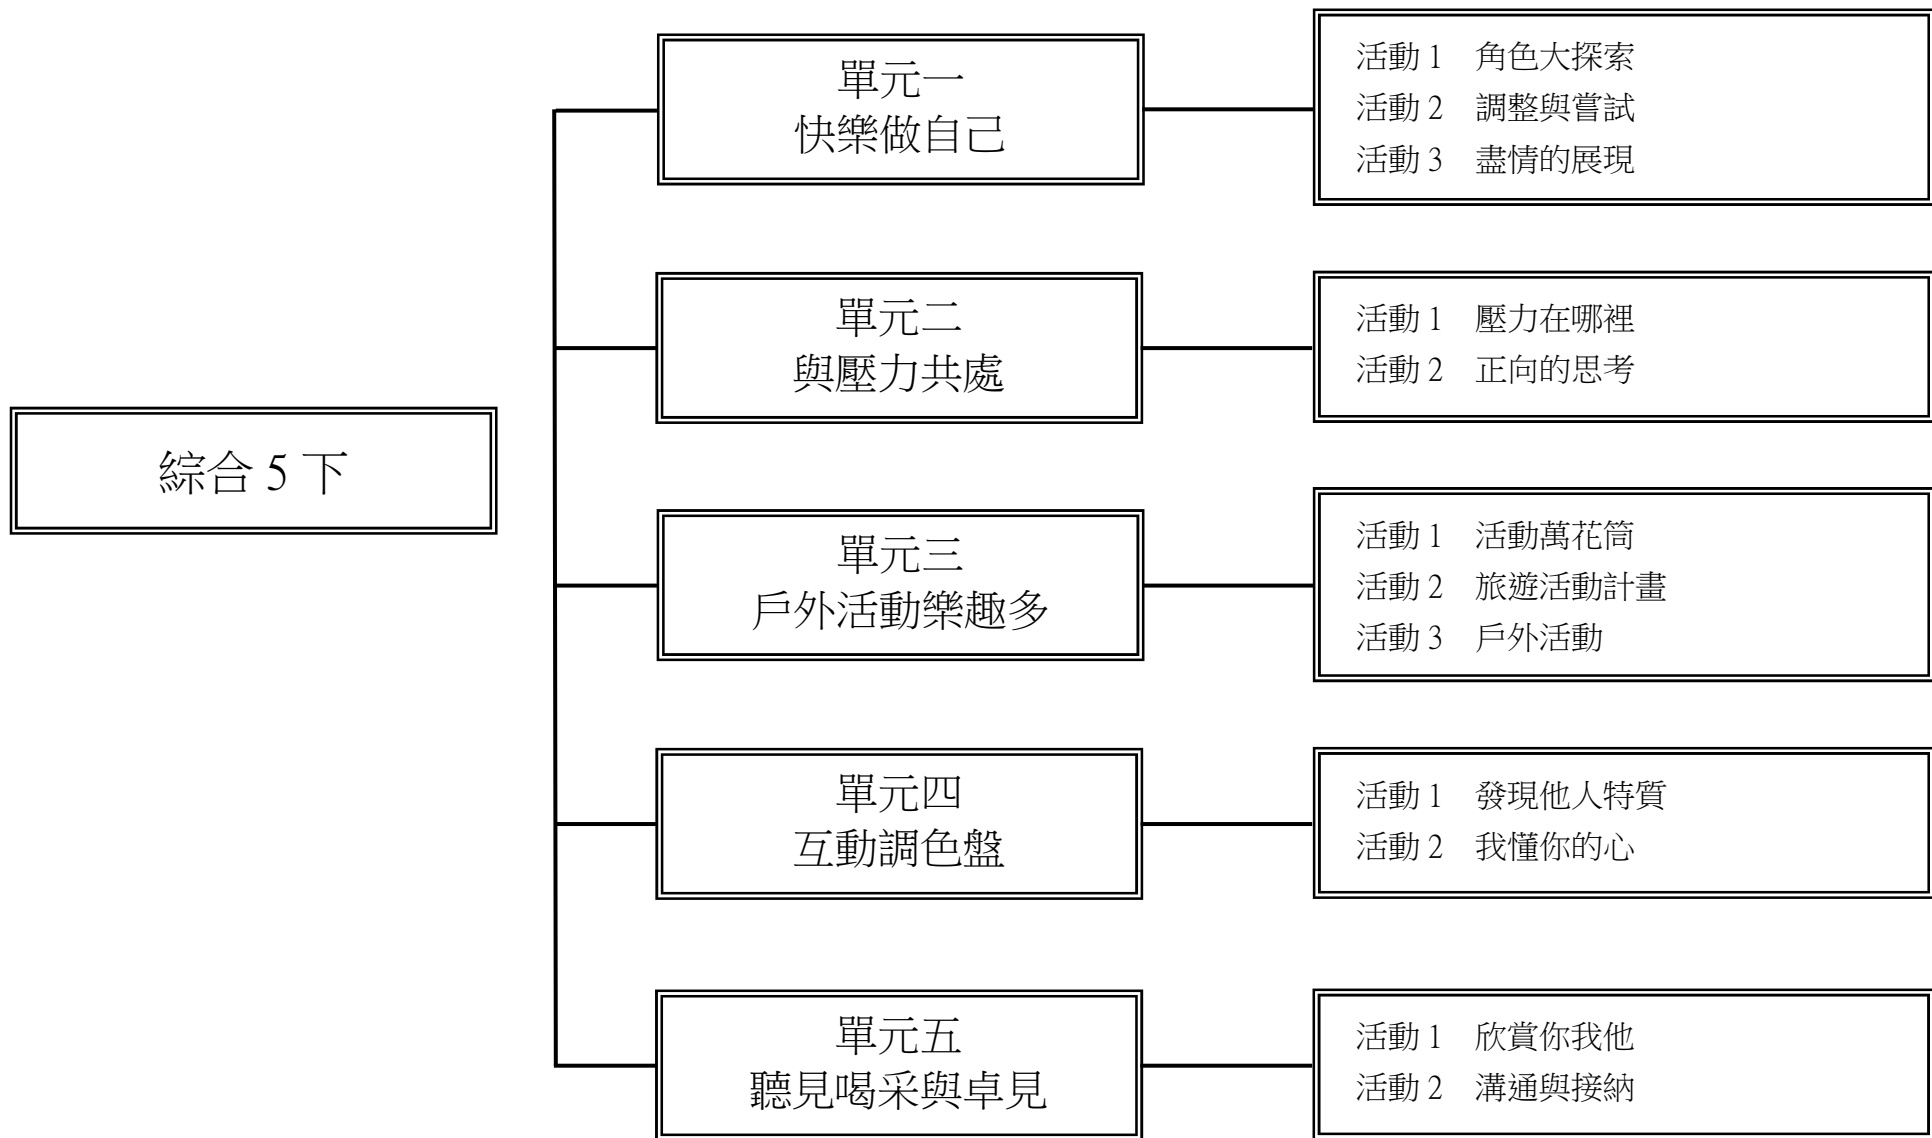 綜合 5 下
單元一
快樂做自己
活動 1 角色大探索
活動 2 調整與嘗試
活動 3 盡情的展現
單元二
與壓力共處
活動 1 壓力在哪裡
活動 2 正向的思考
單元三
戶外活動樂趣多
活動 1 活動萬花筒
活動 2 旅遊活動計畫
活動 3 戶外活動
單元四
互動調色盤
活動 1 發現他人特質
活動 2 我懂你的心
單元五
聽見喝采與卓見
活動 1 欣賞你我他
活動 2 溝通與接納